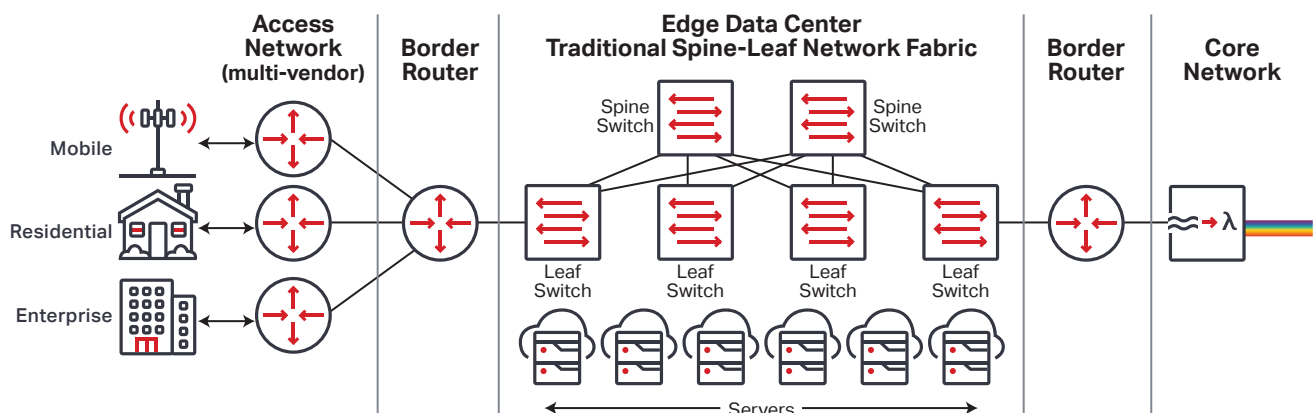 Access
Network
(multi-vendor)
Border
Router
Edge Data Center
Traditional Spine-Leaf Network Fabric
Border
Router
Core
Network
Spine
Switch
Spine
Switch
Mobile
Residential
Enterprise
Leaf
Switch
Leaf
Switch
Leaf
Switch
Leaf
Switch
λ
Servers